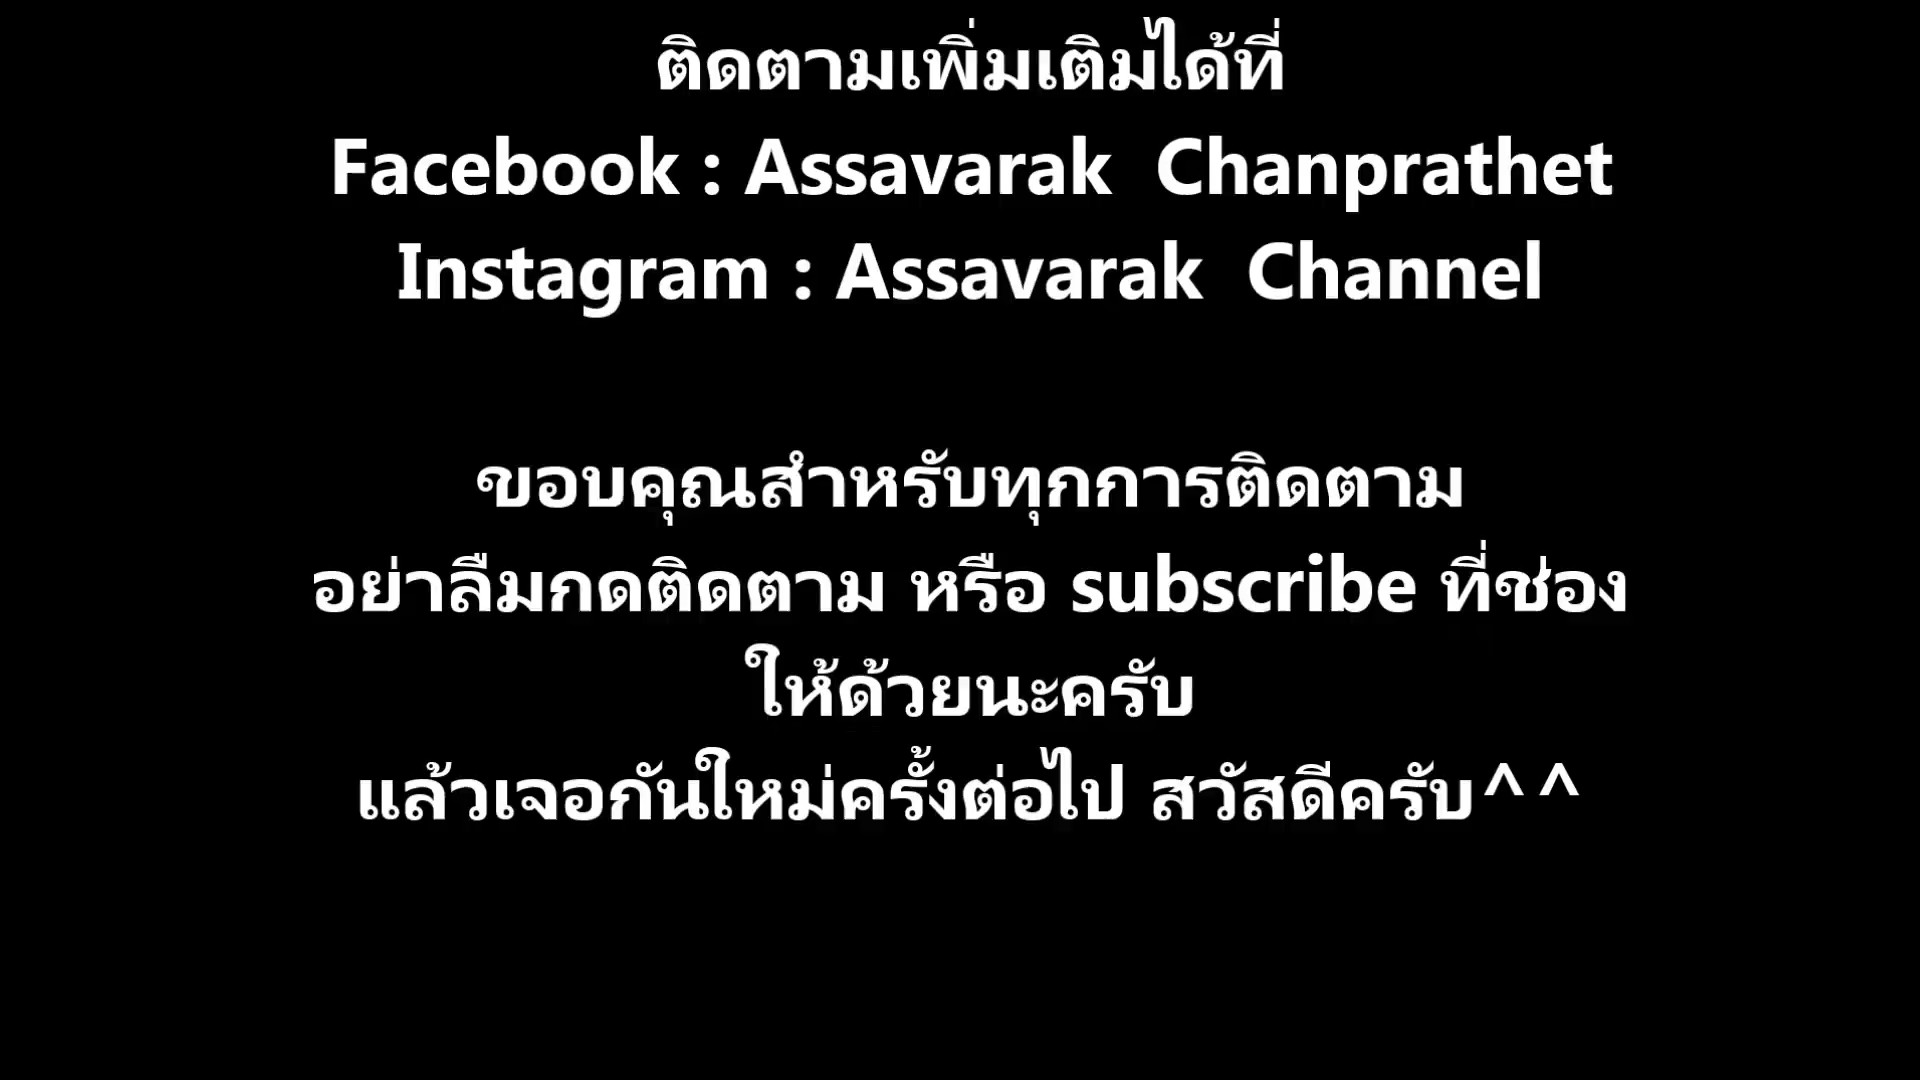 ติดตามเพิ่มเติมได้ที่
Facebook : Assavarak  Chanprathet
Instagram : Assavarak  Channel
ขอบคุณสำหรับทุกการติดตาม
อย่าลืมกดติดตาม หรือ subscribe ที่ช่อง
ให้ด้วยนะครับ
แล้วเจอกันใหม่ครั้งต่อไป สวัสดีครับ^^